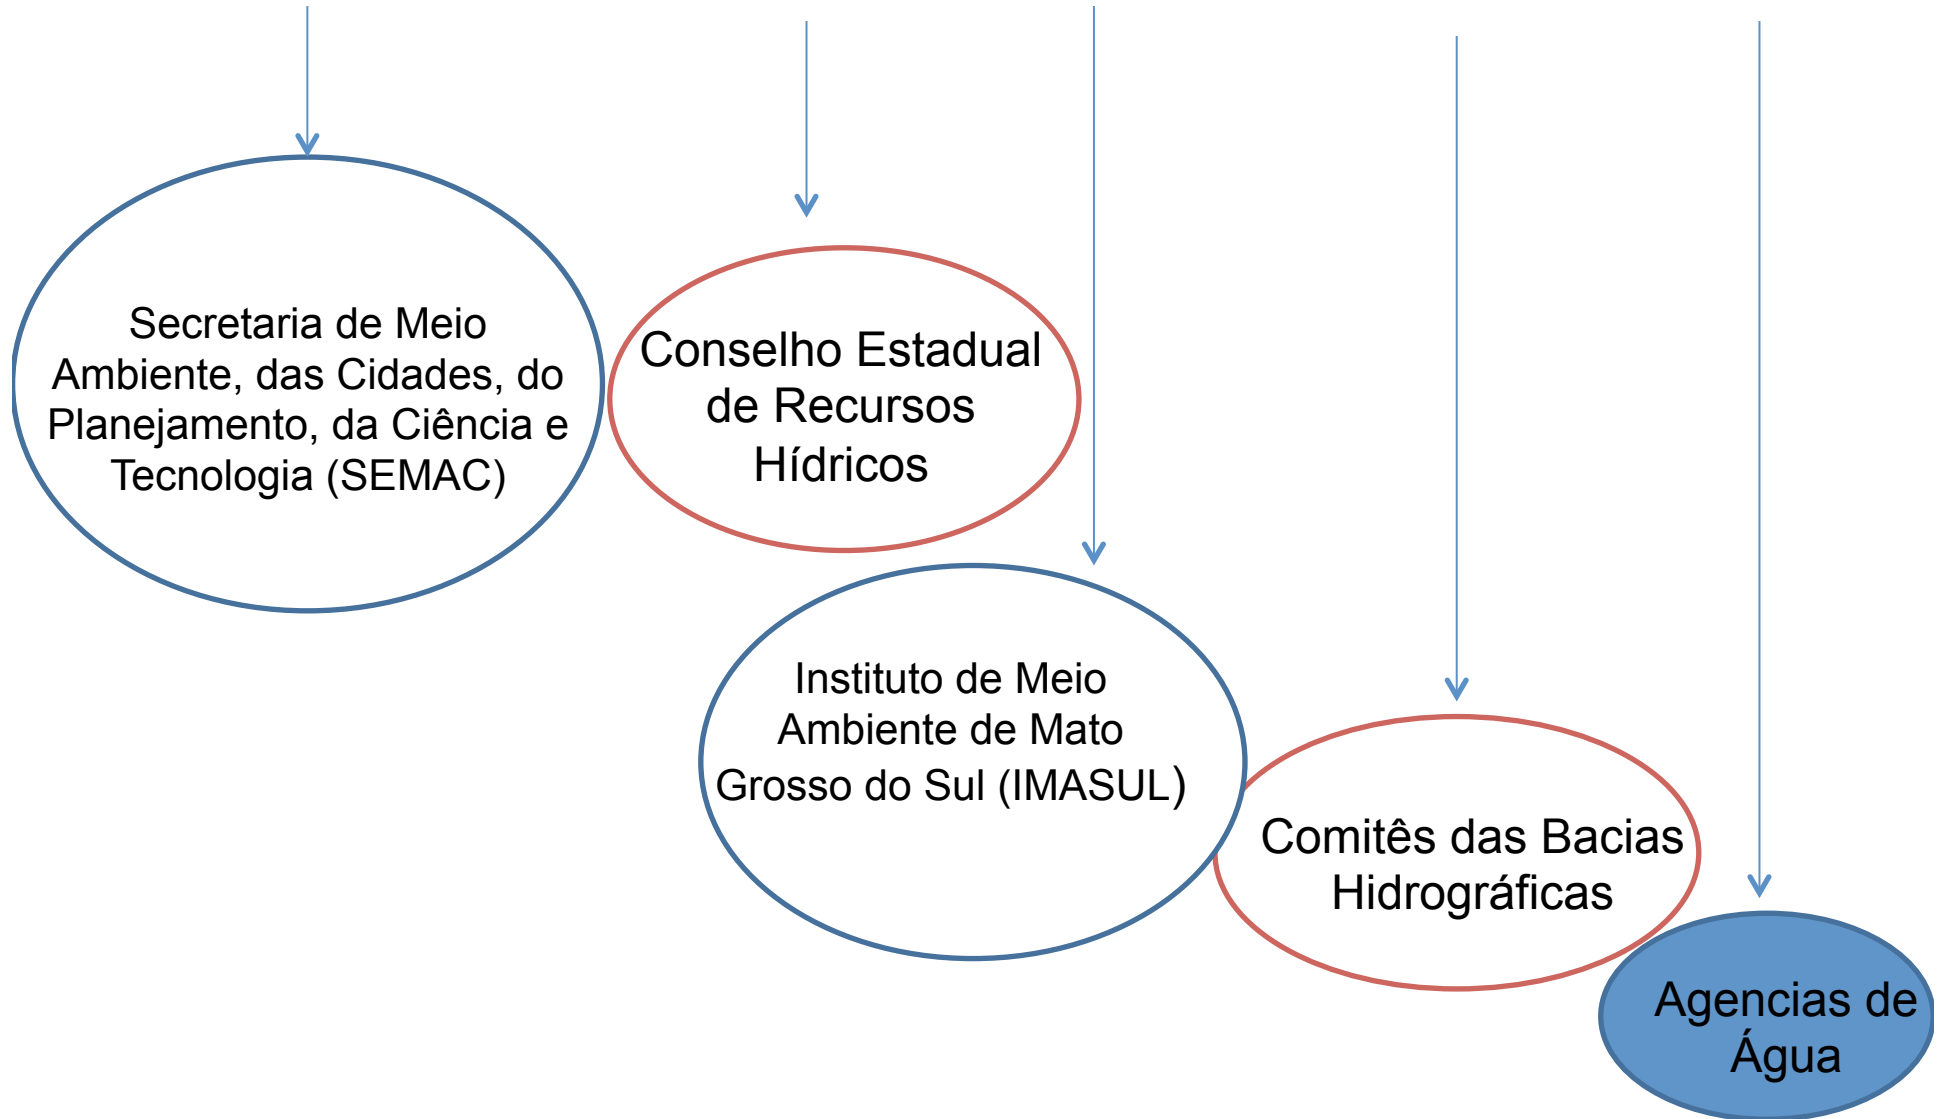 Secretaria de Meio
Ambiente, das Cidades, do
Planejamento, da Ciência e
Tecnologia (SEMAC)
Conselho Estadual
de Recursos
Hídricos
Instituto de Meio
Ambiente de Mato
Grosso do Sul (IMASUL)
Comitês das Bacias
Hidrográficas
Agencias de
Água